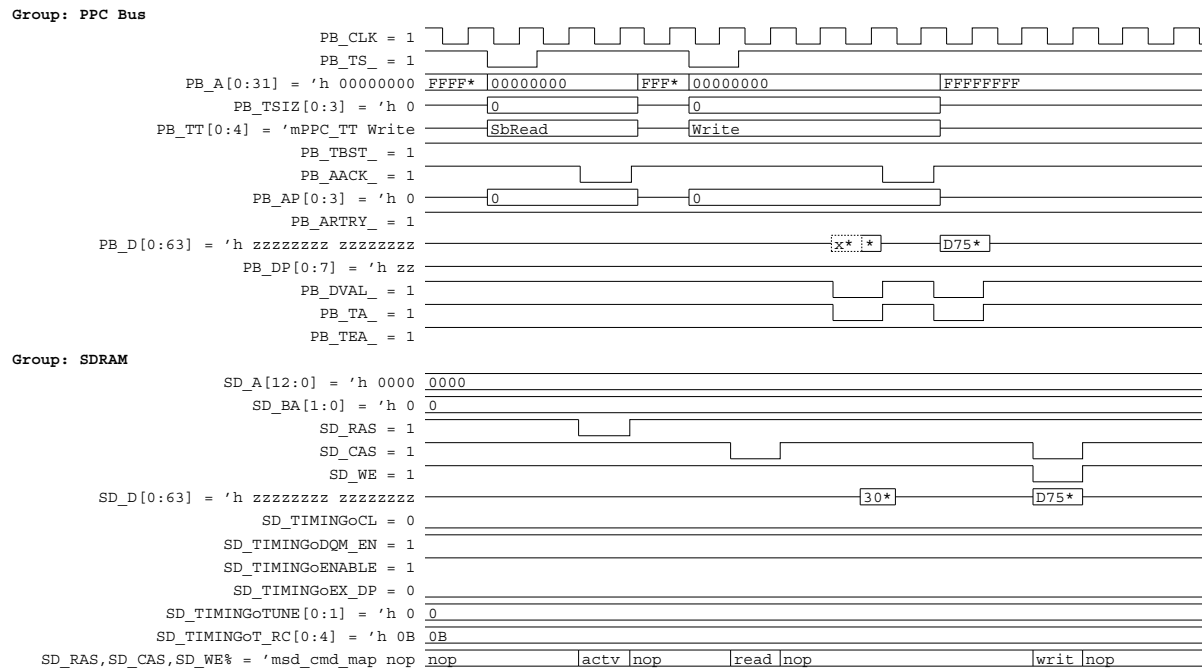 Group: PPC Bus
PB_CLK = 1
PB_TS_ = 1
PB_A[0:31] = 'h 00000000 FFFF* 00000000 FFF* 00000000 FFFFFFFF
PB_TSIZ[0:3] = 'h 0 0 0
PB_TT[0:4] = 'mPPC_TT Write SbRead Write
PB_TBST_ = 1
PB_AACK_ = 1
PB_AP[0:3] = 'h 0 0 0
PB_ARTRY_ = 1
PB_D[0:63] = 'h zzzzzzzz zzzzzzzz x* * D75*
PB_DP[0:7] = 'h zz
PB_DVAL_ = 1
PB_TA_ = 1
PB_TEA_ = 1
Group: SDRAM
SD_A[12:0] = 'h 0000 0000
SD_BA[1:0] = 'h 0 0
SD_RAS = 1
SD_CAS = 1
SD_WE = 1
SD_D[0:63] = 'h zzzzzzzz zzzzzzzz 30* D75*
SD_TIMINGoCL = 0
SD_TIMINGoDQM_EN = 1
SD_TIMINGoENABLE = 1
SD_TIMINGoEX_DP = 0
SD_TIMINGoTUNE[0:1] = 'h 0 0
SD_TIMINGoT_RC[0:4] = 'h 0B 0B
SD_RAS,SD_CAS,SD_WE% = 'msd_cmd_map nop nop actv nop read nop writ nop